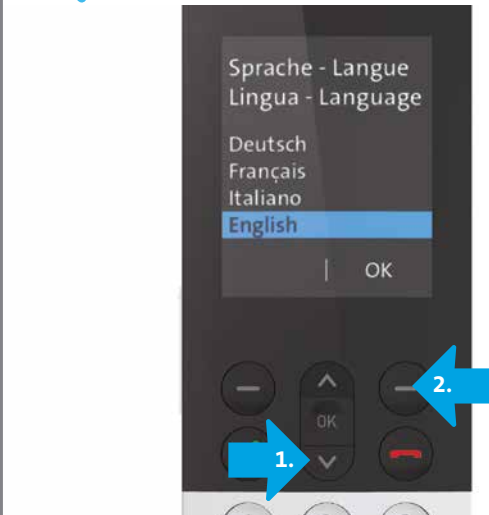 Sprache - Langue
Lingua - Language
Deutsch
Français
Italiano
English
| OK
2.
OK
1.